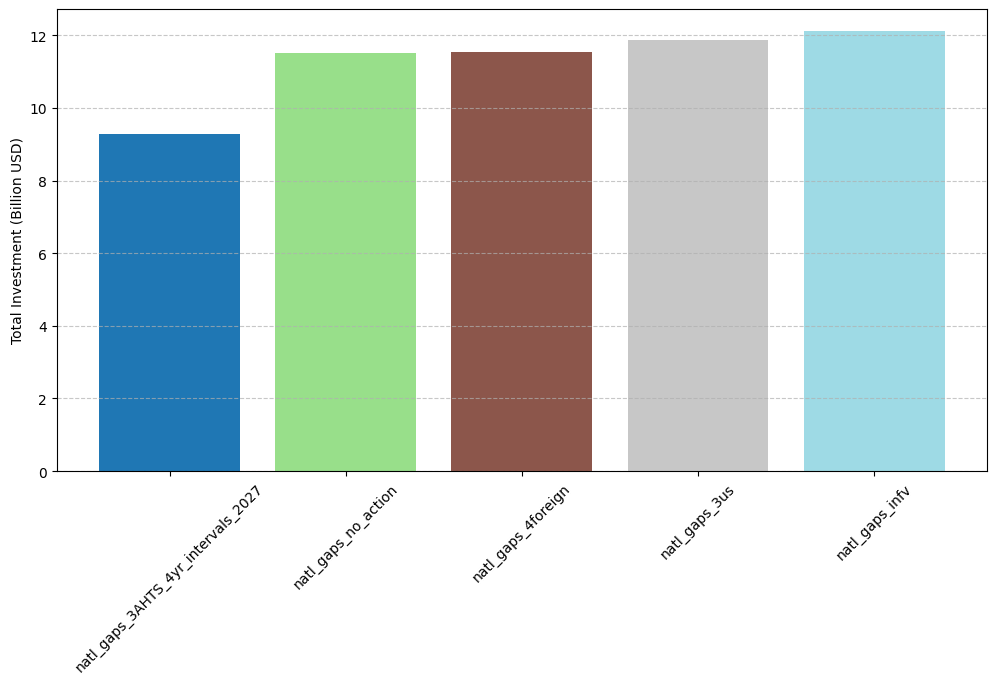 Total Investment (Billion USD)
12
10
8
6
4
2
0
natl_gaps_3AHTS_4yr_intervals_2027
natl_gaps_no_action
natl_gaps_4foreign
natl_gaps_3us
natl_gaps_infv